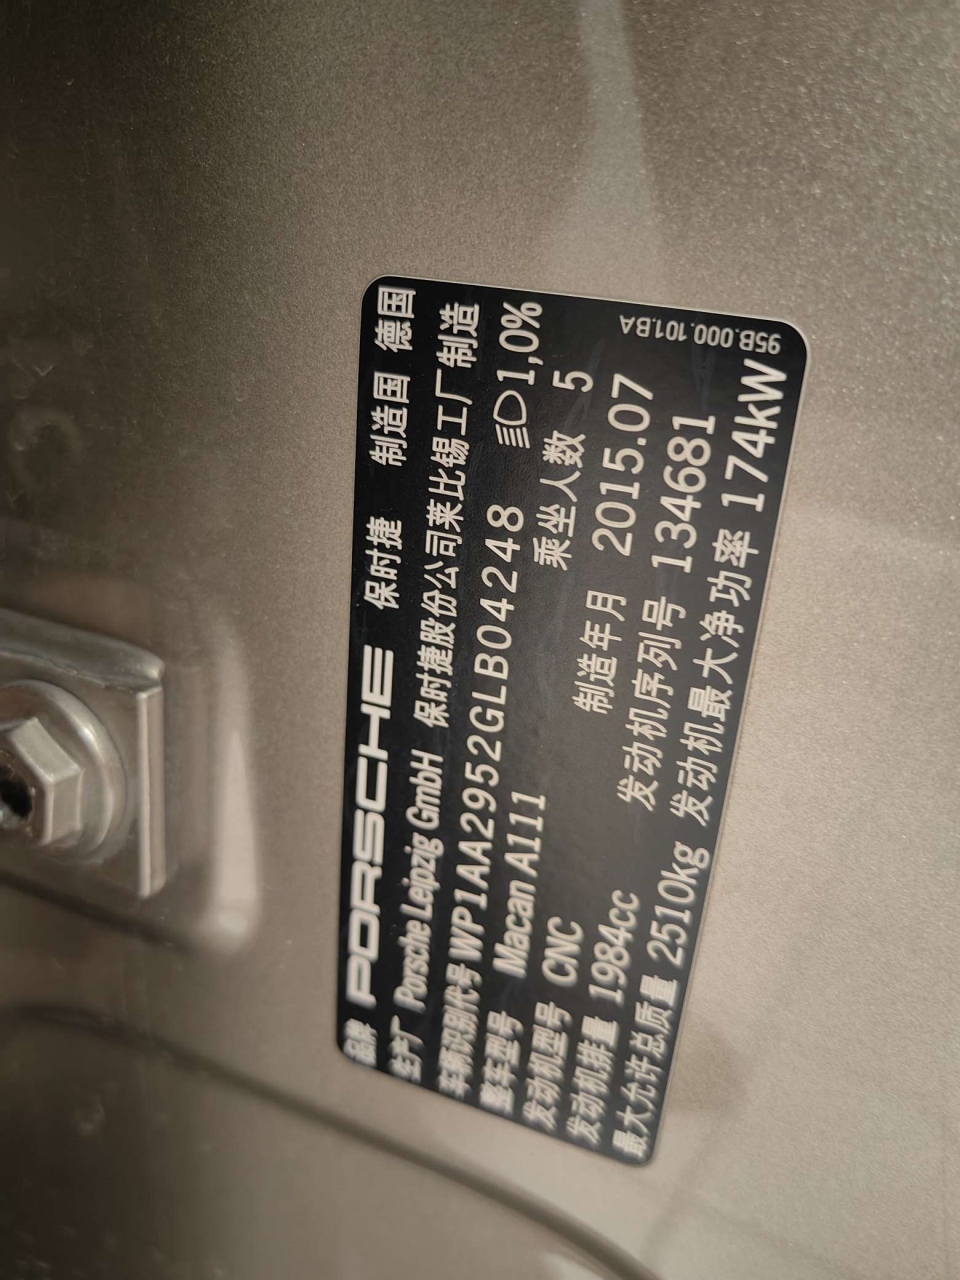 品牌 PORSCHE 保时捷 制造国 德国
生产厂 Porsche Leipzig GmbH 保时捷股份公司莱比锡工厂制造
车辆识别代号 WP1AA2952GLB04248 1,0%
整车型号 Macan A111 乘坐人数 5
发动机型号 CNC 制造年月 2015.07
发动机排量 1984cc 发动机序列号 134681
最大允许总质量 2510kg 发动机最大净功率 174kW
95B.000.101.BA